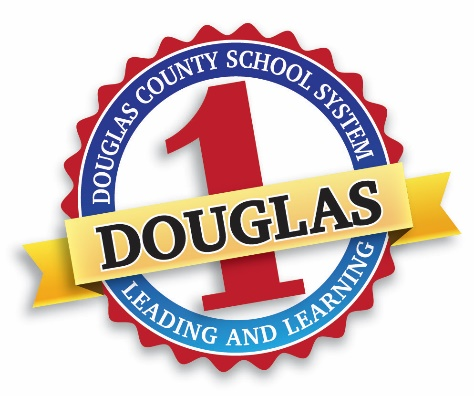 DOUGLAS COUNTY SCHOOL SYSTEM
1
DOUGLAS
LEADING AND LEARNING